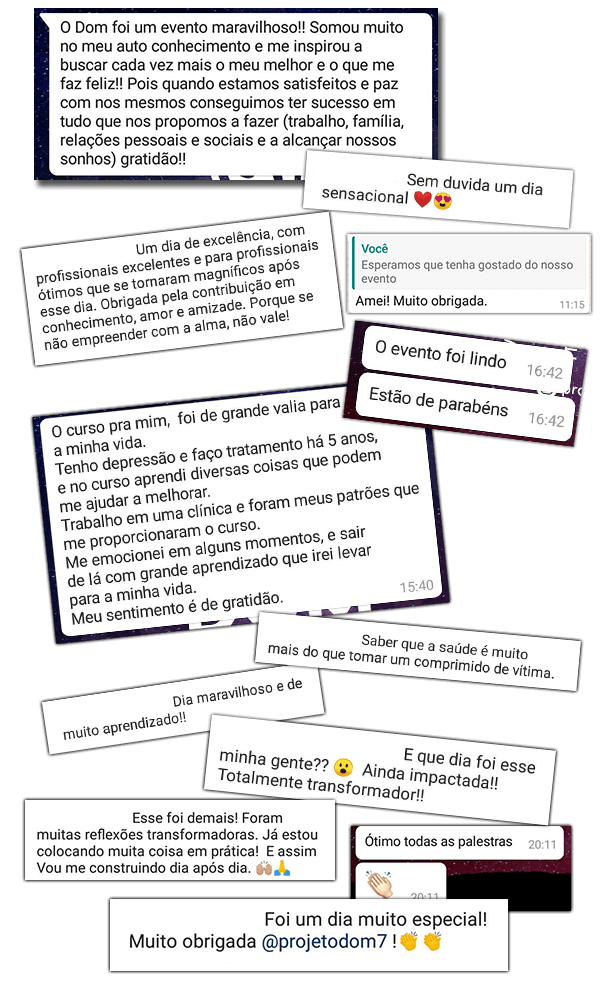 O Dom foi um evento maravilhoso!! Somou muito
no meu auto conhecimento e me inspirou a
buscar cada vez mais o meu melhor e o que me
faz feliz!! Pois quando estamos satisfeitos e paz
com nos mesmos conseguimos ter sucesso em
tudo que nos propomos a fazer (trabalho, família,
relações pessoais e sociais e a alcançar nossos
sonhos) gratidão!!
Sem duvida um dia
sensacional ❤️😍
Um dia de excelência, com
profissionais excelentes e para profissionais
ótimos que se tornaram magníficos após
esse dia. Obrigada pela contribuição em
conhecimento, amor e amizade. Porque se
não empreender com a alma, não vale!
Você
Esperamos que tenha gostado do nosso
evento
Amei! Muito obrigada. 11:15
O evento foi lindo 16:42
Estão de parabéns 16:42
O curso pra mim, foi de grande valia para
a minha vida.
Tenho depressão e faço tratamento há 5 anos,
e no curso aprendi diversas coisas que podem
me ajudar a melhorar.
Trabalho em uma clínica e foram meus patrões que
me proporcionaram o curso.
Me emocionei em alguns momentos, e sair
de lá com grande aprendizado que irei levar
para a minha vida.
Meu sentimento é de gratidão. 15:40
Saber que a saúde é muito
mais do que tomar um comprimido de vítima.
Dia maravilhoso e de
muito aprendizado!!
E que dia foi esse
minha gente?? 😮 Ainda impactada!!
Totalmente transformador!!
Esse foi demais! Foram
muitas reflexões transformadoras. Já estou
colocando muita coisa em prática! E assim
Vou me construindo dia após dia. 🙌🏽🙏
Ótimo todas as palestras 20:11
👏🏻 20:11
Foi um dia muito especial!
Muito obrigada @projetodom7 !👏👏